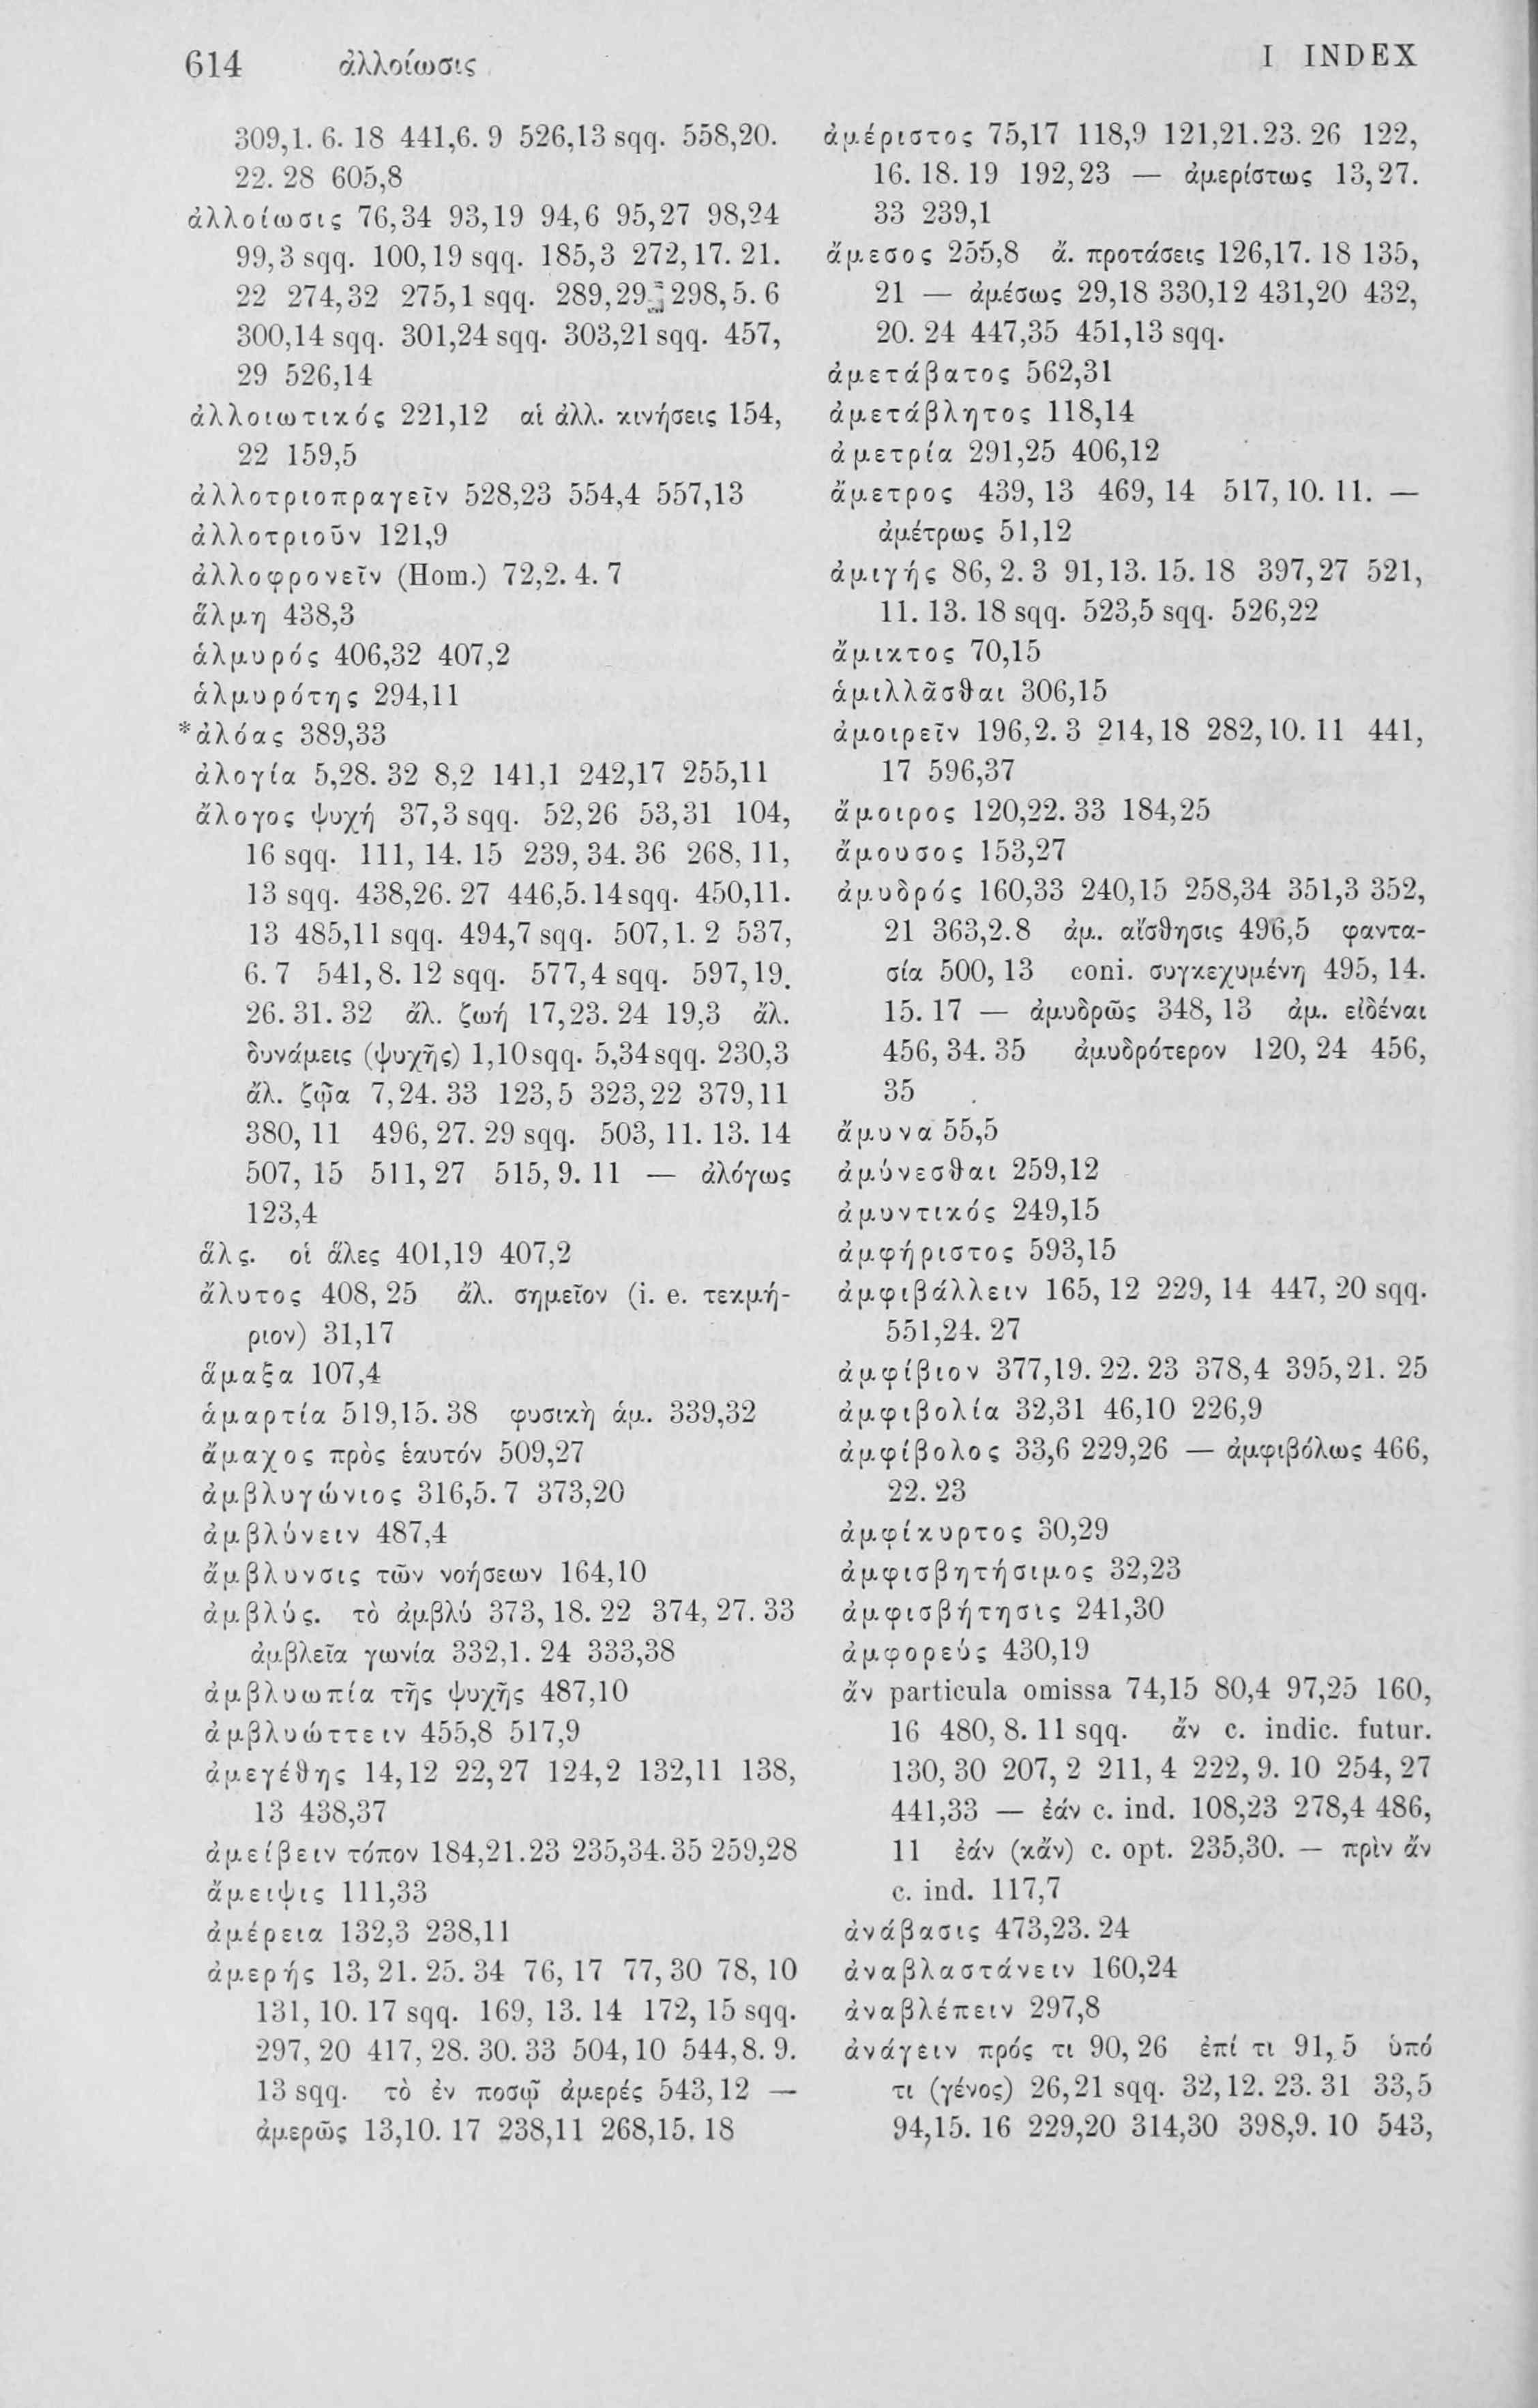 614 ἀλλοίωσις I INDEX
309,1. 6. 18 441,6. 9 526,13 sqq. 558,20.
22. 28 605,8
ἀλλοίωσις 76,34 93,19 94,6 95,27 98,24
99,3 sqq. 100,19 sqq. 185,3 272,17. 21.
22 274,32 275,1 sqq. 289,29 298,5. 6
300,14 sqq. 301,24 sqq. 303,21 sqq. 457,
29 526,14
ἀλλοιωτικός 221,12 αἱ ἀλλ. κινήσεις 154,
22 159,5
ἀλλοτριοπραγεῖν 528,23 554,4 557,13
ἀλλοτριοῦν 121,9
ἀλλοφρονεῖν (Hom.) 72,2. 4. 7
ἅλμη 438,3
ἁλμυρός 406,32 407,2
ἁλμυρότης 294,11
*ἀλόας 389,33
ἀλογία 5,28. 32 8,2 141,1 242,17 255,11
ἄλογος ψυχή 37,3 sqq. 52,26 53,31 104,
16 sqq. 111, 14. 15 239, 34. 36 268, 11,
13 sqq. 438,26. 27 446,5. 14 sqq. 450,11.
13 485,11 sqq. 494,7 sqq. 507,1. 2 537,
6. 7 541,8. 12 sqq. 577,4 sqq. 597,19.
26. 31. 32 ἄλ. ζωή 17,23. 24 19,3 ἄλ.
δυνάμεις (ψυχῆς) 1,10 sqq. 5,34 sqq. 230,3
ἄλ. ζῷα 7,24. 33 123,5 323,22 379,11
380, 11 496, 27. 29 sqq. 503, 11. 13. 14
507, 15 511, 27 515, 9. 11 — ἀλόγως
123,4
ἅλς. οἱ ἅλες 401,19 407,2
ἄλυτος 408, 25 ἄλ. σημεῖον (i. e. τεκμή-
ριον) 31,17
ἅμαξα 107,4
ἁμαρτία 519,15. 38 φυσικὴ ἁμ. 339,32
ἄμαχος πρὸς ἑαυτόν 509,27
ἀμβλυγώνιος 316,5. 7 373,20
ἀμβλύνειν 487,4
ἄμβλυνσις τῶν νοήσεων 164,10
ἀμβλύς. τὸ ἀμβλύ 373, 18. 22 374, 27. 33
ἀμβλεῖα γωνία 332,1. 24 333,38
ἀμβλυωπία τῆς ψυχῆς 487,10
ἀμβλυώττειν 455,8 517,9
ἀμεγέθης 14,12 22,27 124,2 132,11 138,
13 438,37
ἀμείβειν τόπον 184,21. 23 235,34. 35 259,28
ἄμειψις 111,33
ἀμέρεια 132,3 238,11
ἀμερής 13, 21. 25. 34 76, 17 77, 30 78, 10
131, 10. 17 sqq. 169, 13. 14 172, 15 sqq.
297, 20 417, 28. 30. 33 504, 10 544, 8. 9.
13 sqq. τὸ ἐν ποσῷ ἀμερές 543, 12 —
ἀμερῶς 13,10. 17 238,11 268,15. 18
ἀμέριστος 75,17 118,9 121,21. 23. 26 122,
16. 18. 19 192,23 — ἀμερίστως 13,27.
33 239,1
ἄμεσος 255,8 ἄ. προτάσεις 126,17. 18 135,
21 — ἀμέσως 29,18 330,12 431,20 432,
20. 24 447,35 451,13 sqq.
ἀμετάβατος 562,31
ἀμετάβλητος 118,14
ἀμετρία 291,25 406,12
ἄμετρος 439, 13 469, 14 517, 10. 11. —
ἀμέτρως 51,12
ἀμιγής 86, 2. 3 91, 13. 15. 18 397,27 521,
11. 13. 18 sqq. 523,5 sqq. 526,22
ἄμικτος 70,15
ἁμιλλᾶσθαι 306,15
ἀμοιρεῖν 196,2. 3 214,18 282,10. 11 441,
17 596,37
ἄμοιρος 120,22. 33 184,25
ἄμουσος 153,27
ἀμυδρός 160,33 240,15 258,34 351,3 352,
21 363,2. 8 ἀμ. αἴσθησις 496,5 φαντα-
σία 500, 13 coni. συγκεχυμένη 495, 14.
15. 17 — ἀμυδρῶς 348, 13 ἀμ. εἰδέναι
456, 34. 35 ἀμυδρότερον 120, 24 456,
35
ἄμυνα 55,5
ἀμύνεσθαι 259,12
ἀμυντικός 249,15
ἀμφήριστος 593,15
ἀμφιβάλλειν 165, 12 229, 14 447, 20 sqq.
551,24. 27
ἀμφίβιον 377,19. 22. 23 378,4 395,21. 25
ἀμφιβολία 32,31 46,10 226,9
ἀμφίβολος 33,6 229,26 — ἀμφιβόλως 466,
22. 23
ἀμφίκυρτος 30,29
ἀμφισβητήσιμος 32,23
ἀμφισβήτησις 241,30
ἀμφορεύς 430,19
ἄν particula omissa 74,15 80,4 97,25 160,
16 480, 8. 11 sqq. ἄν c. indic. futur.
130, 30 207, 2 211, 4 222, 9. 10 254, 27
441,33 — ἐάν c. ind. 108,23 278,4 486,
11 ἐάν (κἄν) c. opt. 235,30. — πρὶν ἄν
c. ind. 117,7
ἀνάβασις 473,23. 24
ἀναβλαστάνειν 160,24
ἀναβλέπειν 297,8
ἀνάγειν πρός τι 90, 26 ἐπί τι 91, 5 ὑπό
τι (γένος) 26,21 sqq. 32,12. 23. 31 33,5
94,15. 16 229,20 314,30 398,9. 10 543,